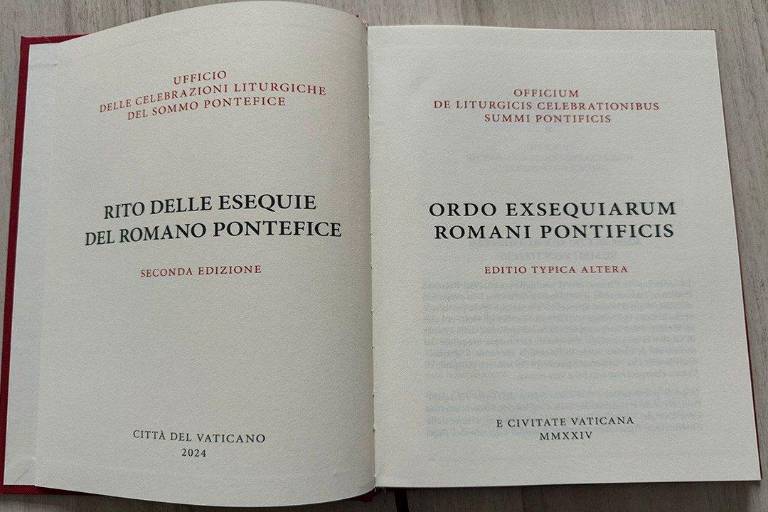 UFFICIO
DELLE CELEBRAZIONI LITURGICHE
DEL SOMMO PONTEFICE
RITO DELLE ESEQUIE
DEL ROMANO PONTEFICE
SECONDA EDIZIONE
CITTÀ DEL VATICANO
2024
OFFICIUM
DE LITURGICIS CELEBRATIONIBUS
SUMMI PONTIFICIS
ORDO EXSEQUIARUM
ROMANI PONTIFICIS
EDITIO TYPICA ALTERA
E CIVITATE VATICANA
MMXXIV